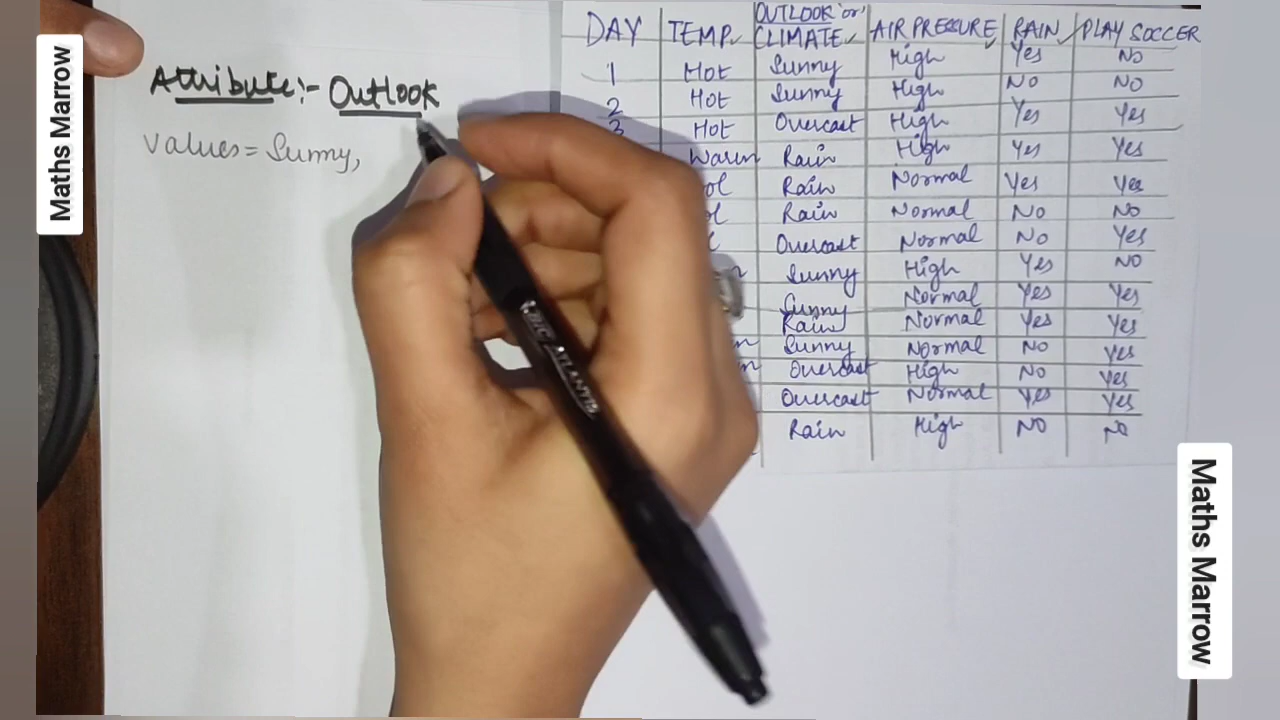 Maths Marrow
Attribute:- Outlook
Values = Sunny,
DAY TEMP. OUTLOOK 'or' CLIMATE AIR PRESSURE RAIN PLAY SOCCER
1 Hot Sunny High Yes No
2 Hot Sunny High No No
3 Hot Overcast High Yes Yes
Warm Rain High Yes Yes
Rain Normal Yes Yes
Rain Normal No No
Overcast Normal No Yes
Sunny High Yes No
Sunny Normal Yes Yes
Rain Normal Yes Yes
Sunny Normal No Yes
Overcast High No Yes
Overcast Normal Yes Yes
Rain High No No
BIC ATLANTIS
Maths Marrow